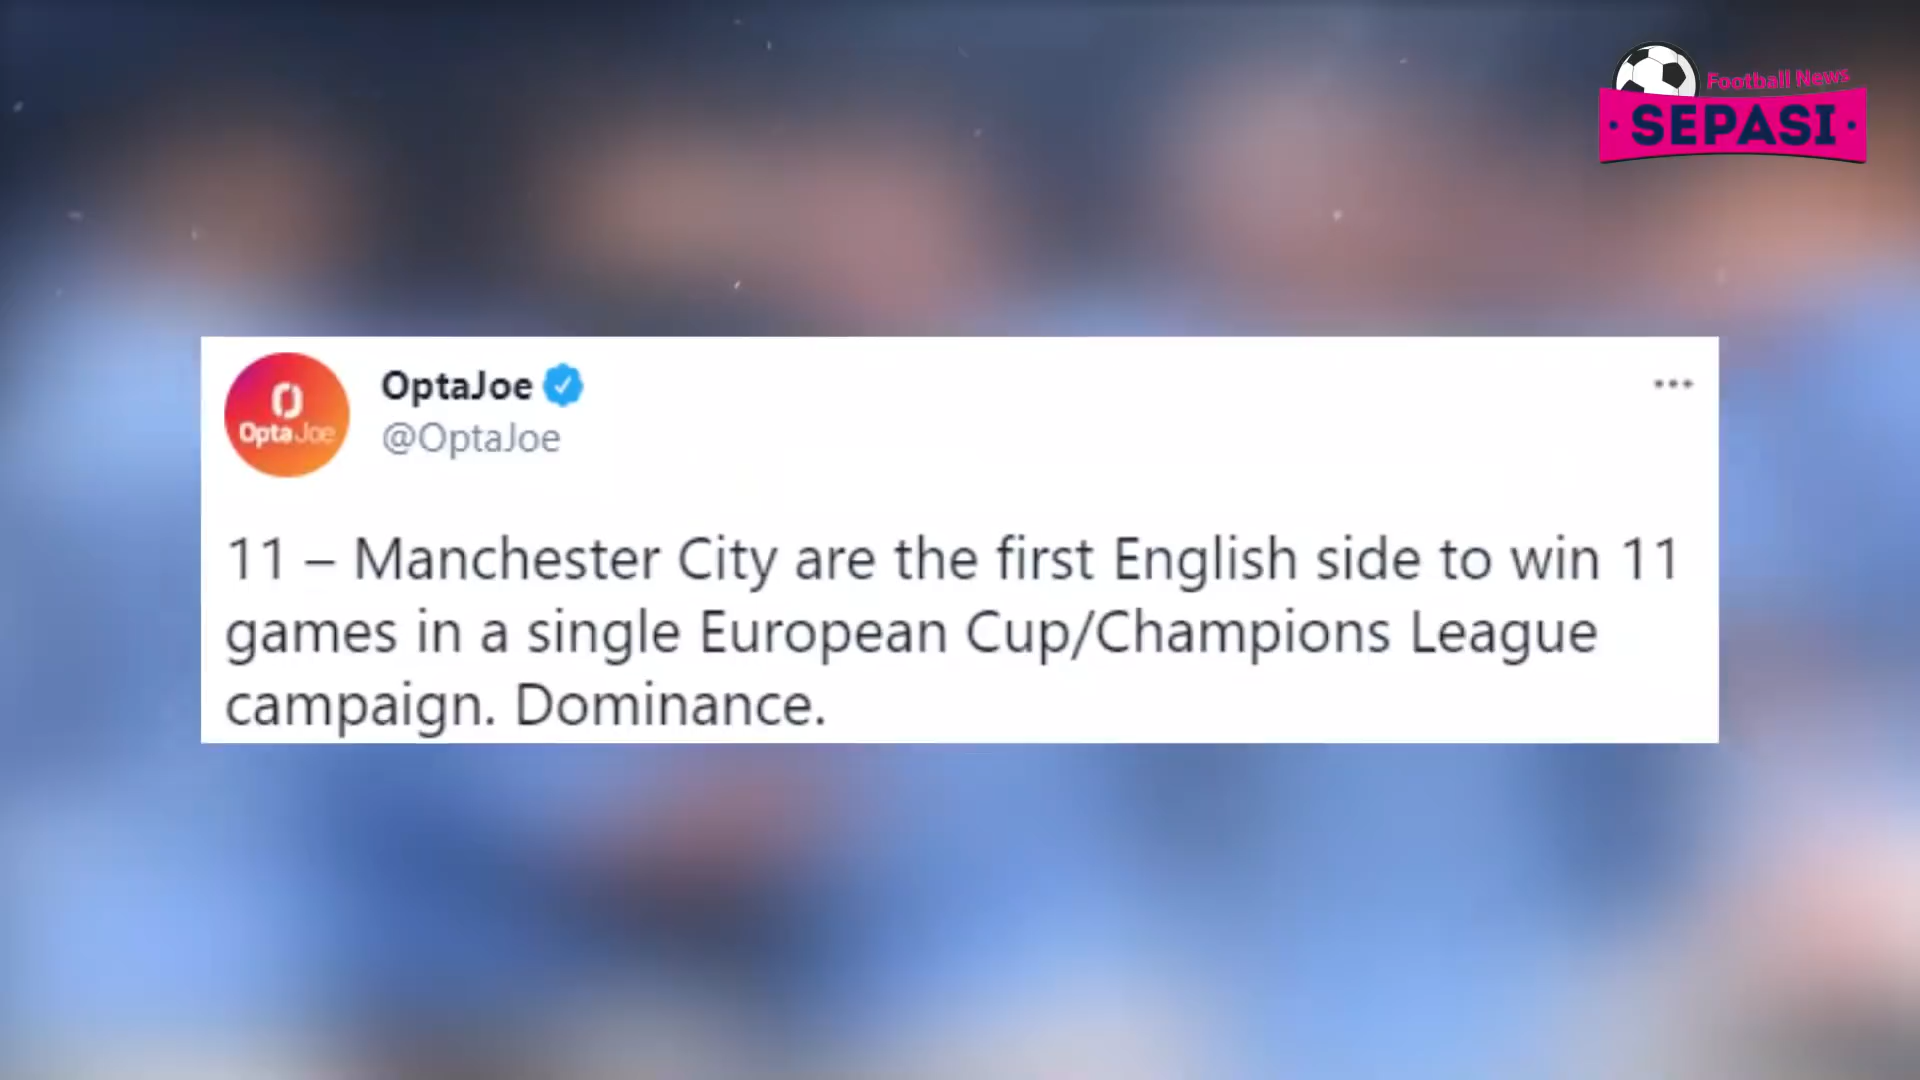 Football News
SEPASI
OptaJoe
@OptaJoe
Opta Joe
11 – Manchester City are the first English side to win 11
games in a single European Cup/Champions League
campaign. Dominance.